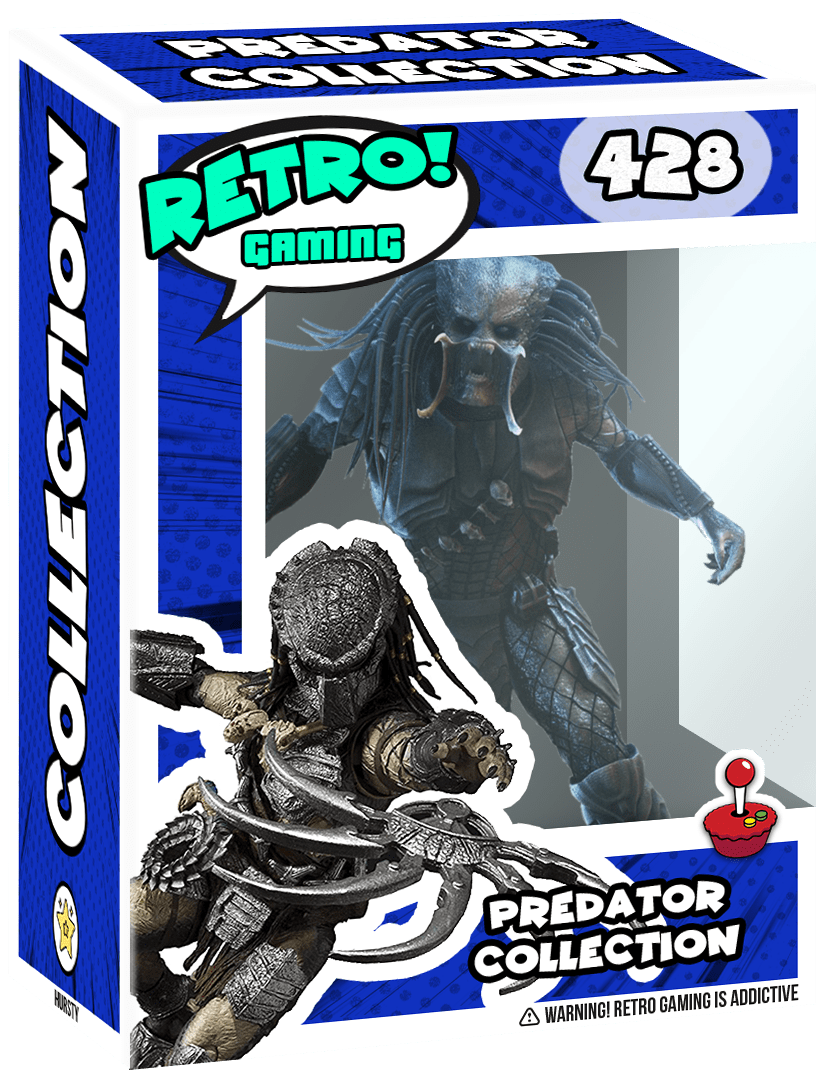 PREDATOR
COLLECTION
RETRO!
GAMING
428
COLLECTION
PREDATOR
COLLECTION
WARNING! RETRO GAMING IS ADDICTIVE
HURSTY